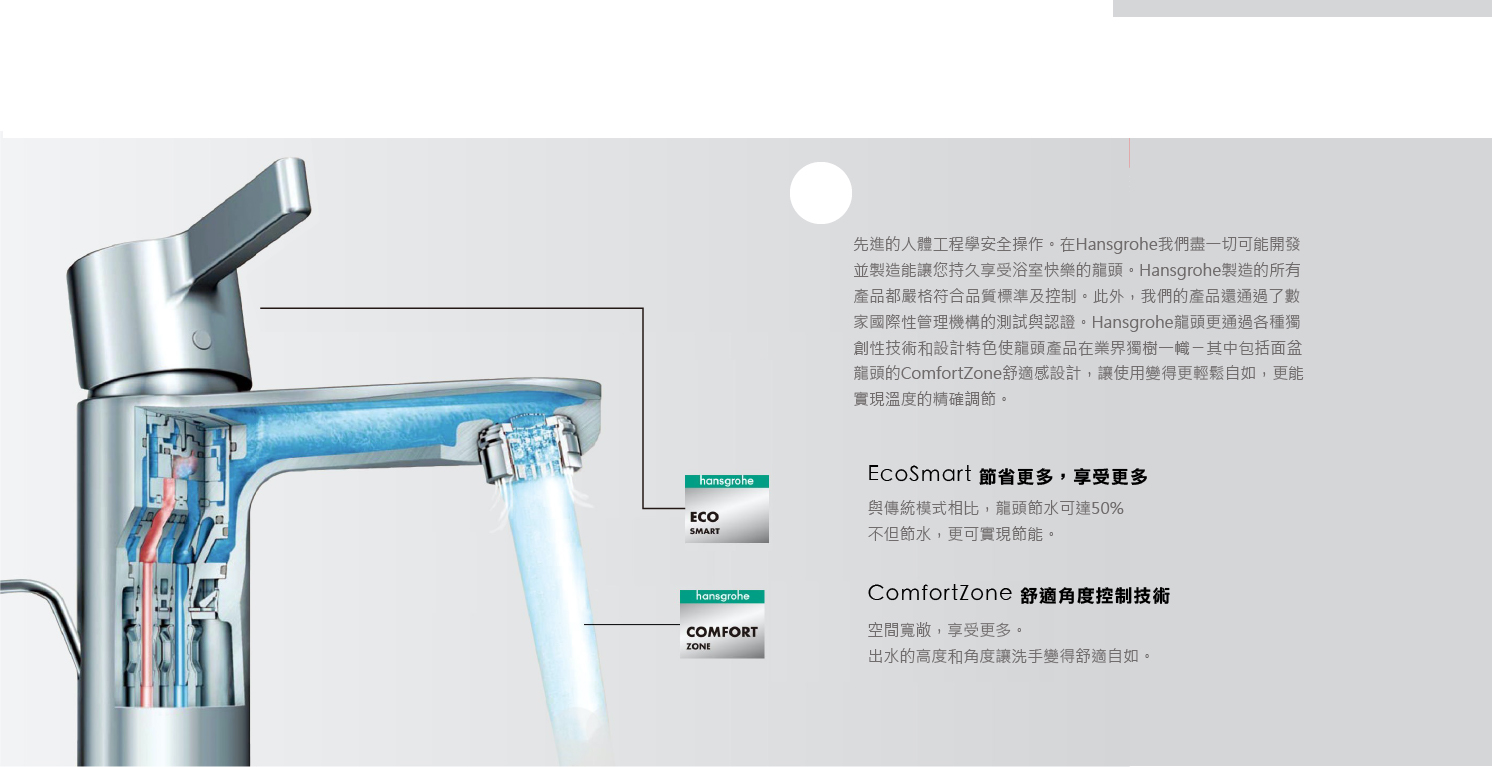 先進的人體工程學安全操作。在Hansgrohe我們盡一切可能開發
並製造能讓您持久享受浴室快樂的龍頭。Hansgrohe製造的所有
產品都嚴格符合品質標準及控制。此外，我們的產品還通過了數
家國際性管理機構的測試與認證。Hansgrohe龍頭更通過各種獨
創性技術和設計特色使龍頭產品在業界獨樹一幟－其中包括面盆
龍頭的ComfortZone舒適感設計，讓使用變得更輕鬆自如，更能
實現溫度的精確調節。
hansgrohe
ECO
SMART
EcoSmart 節省更多，享受更多
與傳統模式相比，龍頭節水可達50%
不但節水，更可實現節能。
hansgrohe
COMFORT
ZONE
ComfortZone 舒適角度控制技術
空間寬敞，享受更多。
出水的高度和角度讓洗手變得舒適自如。